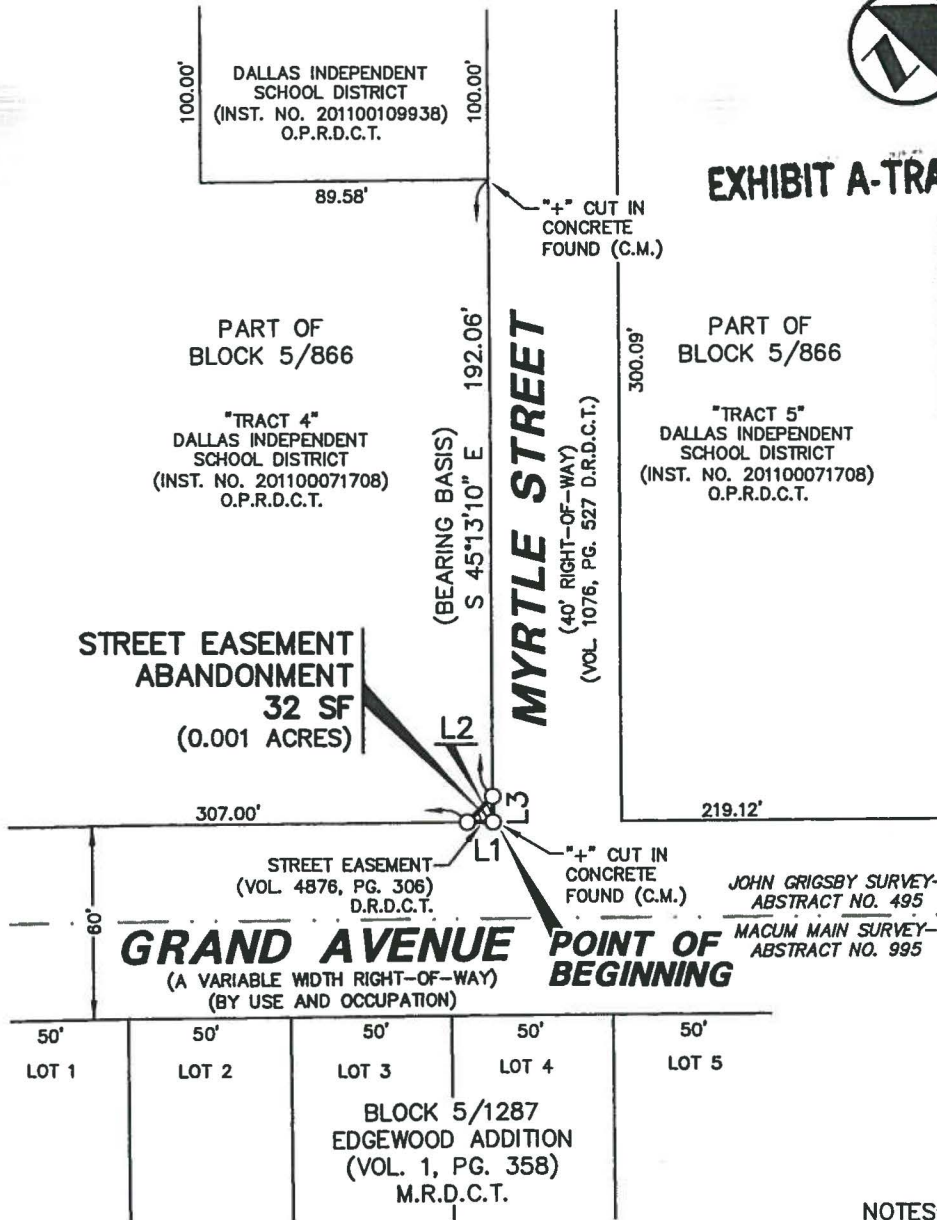 100.00'
DALLAS INDEPENDENT
SCHOOL DISTRICT
(INST. NO. 201100109938)
O.P.R.D.C.T.
100.00'
N
89.58'
EXHIBIT A-TRA
"+" CUT IN
CONCRETE
FOUND (C.M.)
PART OF
BLOCK 5/866
"TRACT 4"
DALLAS INDEPENDENT
SCHOOL DISTRICT
(INST. NO. 201100071708)
O.P.R.D.C.T.
(BEARING BASIS)
S 45°13'10" E 192.06'
MYRTLE STREET
(40' RIGHT-OF-WAY)
(VOL. 1076, PG. 527 D.R.D.C.T.)
300.09'
PART OF
BLOCK 5/866
"TRACT 5"
DALLAS INDEPENDENT
SCHOOL DISTRICT
(INST. NO. 201100071708)
O.P.R.D.C.T.
STREET EASEMENT
ABANDONMENT
32 SF
(0.001 ACRES)
L2
L3
L1
307.00'
219.12'
STREET EASEMENT
(VOL. 4876, PG. 306)
D.R.D.C.T.
"+" CUT IN
CONCRETE
FOUND (C.M.)
JOHN GRIGSBY SURVEY-
ABSTRACT NO. 495
MACUM MAIN SURVEY-
ABSTRACT NO. 995
60'
GRAND AVENUE
(A VARIABLE WIDTH RIGHT-OF-WAY)
(BY USE AND OCCUPATION)
POINT OF
BEGINNING
50' 50' 50' 50' 50'
LOT 1 LOT 2 LOT 3 LOT 4 LOT 5
BLOCK 5/1287
EDGEWOOD ADDITION
(VOL. 1, PG. 358)
M.R.D.C.T.
NOTES